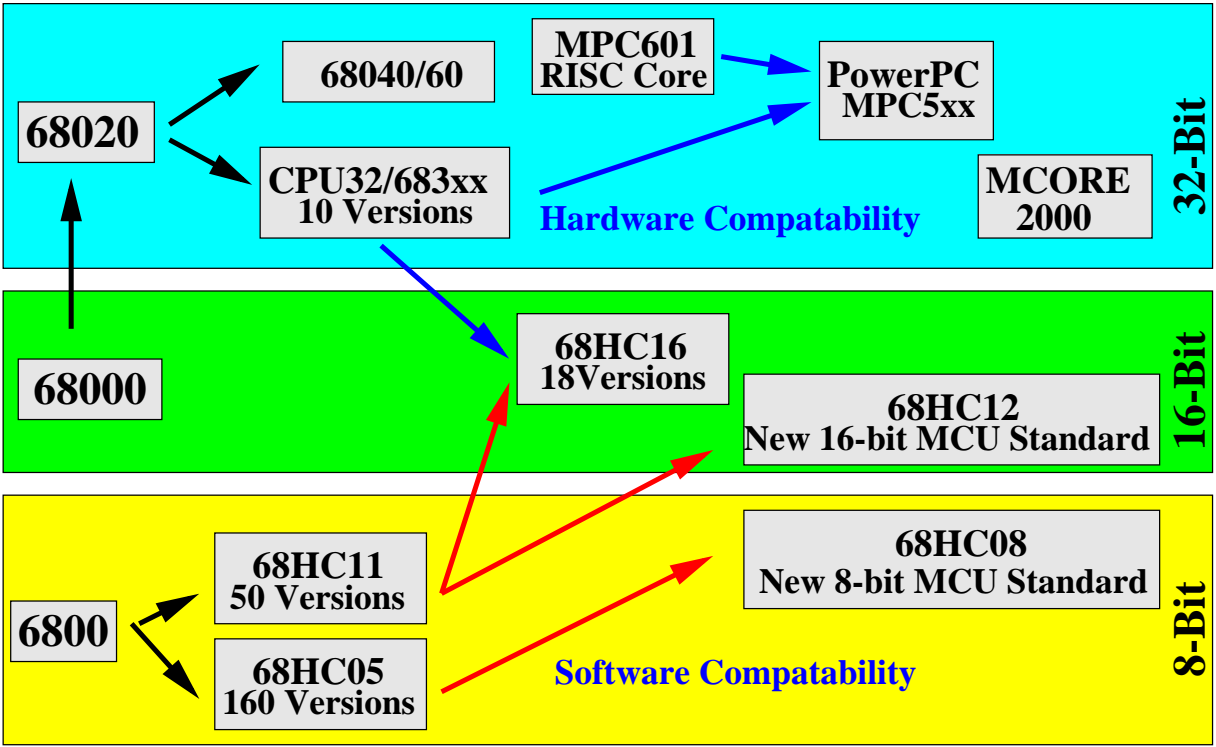 MPC601
RISC Core
68040/60
PowerPC
MPC5xx
68020
CPU32/683xx
10 Versions
Hardware Compatability
MCORE
2000
32-Bit
68000
68HC16
18Versions
68HC12
New 16-bit MCU Standard
16-Bit
6800
68HC11
50 Versions
68HC05
160 Versions
68HC08
New 8-bit MCU Standard
Software Compatability
8-Bit